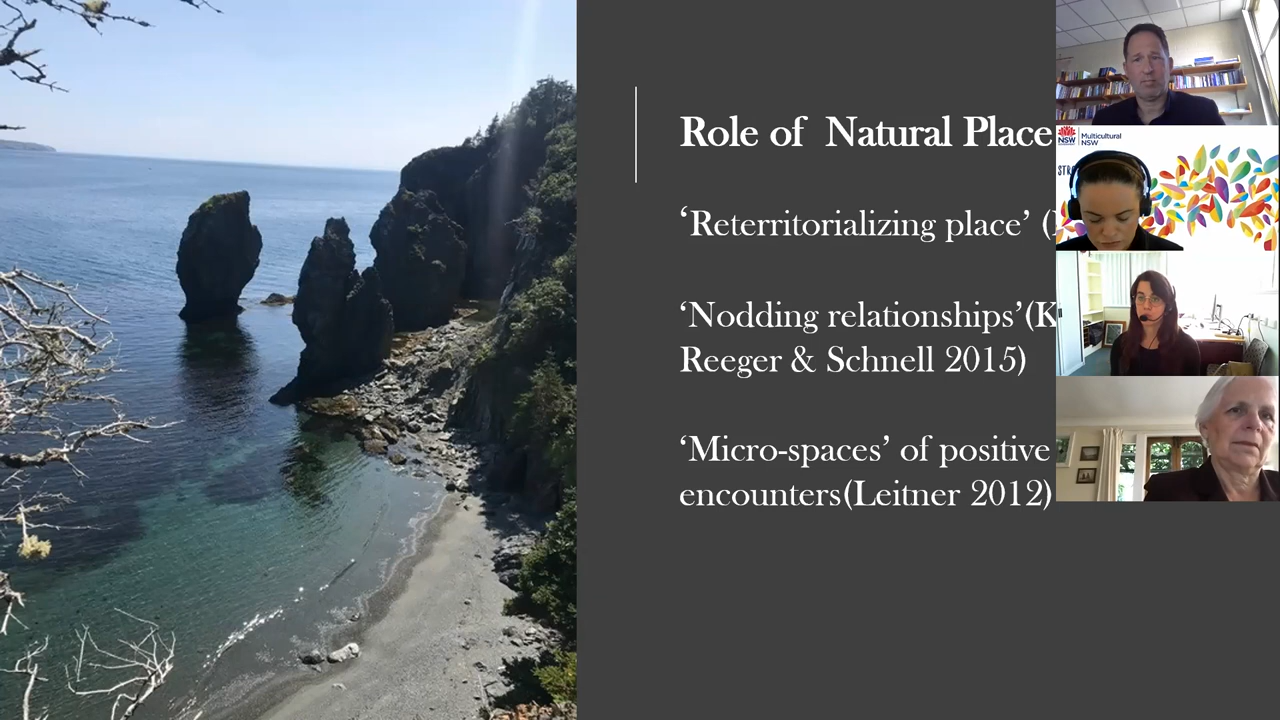 Role of Natural Place
‘Reterritorializing place’ (
‘Nodding relationships’(K
Reeger & Schnell 2015)
‘Micro-spaces’ of positive
encounters(Leitner 2012)
NSW
Multicultural
NSW